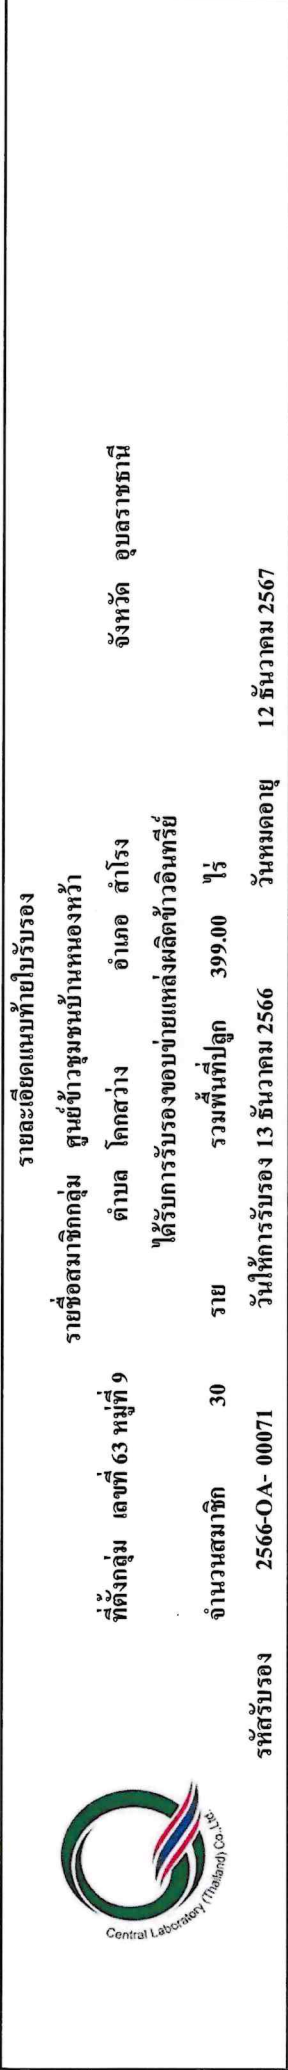 รายละเอียดแนบท้ายใบรับรอง
รายชื่อสมาชิกกลุ่ม ศูนย์ข้าวชุมชนบ้านหนองหว้า
ที่ตั้งกลุ่ม เลขที่ 63 หมู่ที่ 9 ตำบล โคกสว่าง อำเภอ สำโรง จังหวัด อุบลราชธานี
ได้รับการรับรองขอบข่ายแหล่งผลิตข้าวอินทรีย์
จำนวนสมาชิก 30 ราย รวมพื้นที่ปลูก 399.00 ไร่
รหัสรับรอง 2566-OA- 00071 วันให้การรับรอง 13 ธันวาคม 2566 วันหมดอายุ 12 ธันวาคม 2567
Central Laboratory (Thailand) Co.,Ltd.